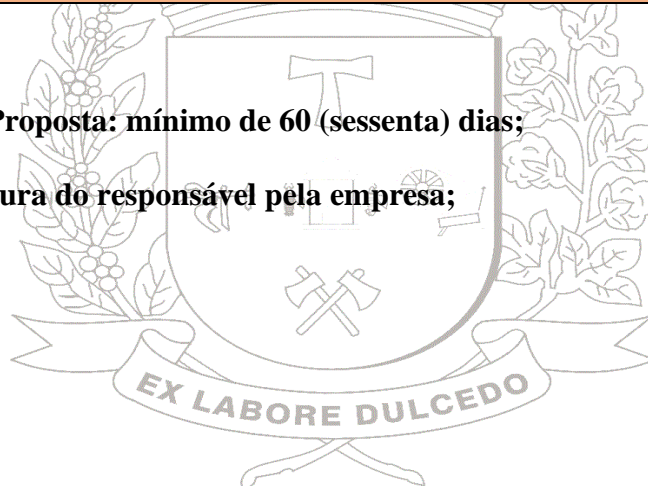 Proposta: mínimo de 60 (sessenta) dias;
ura do responsável pela empresa;
EX LABORE DULCEDO